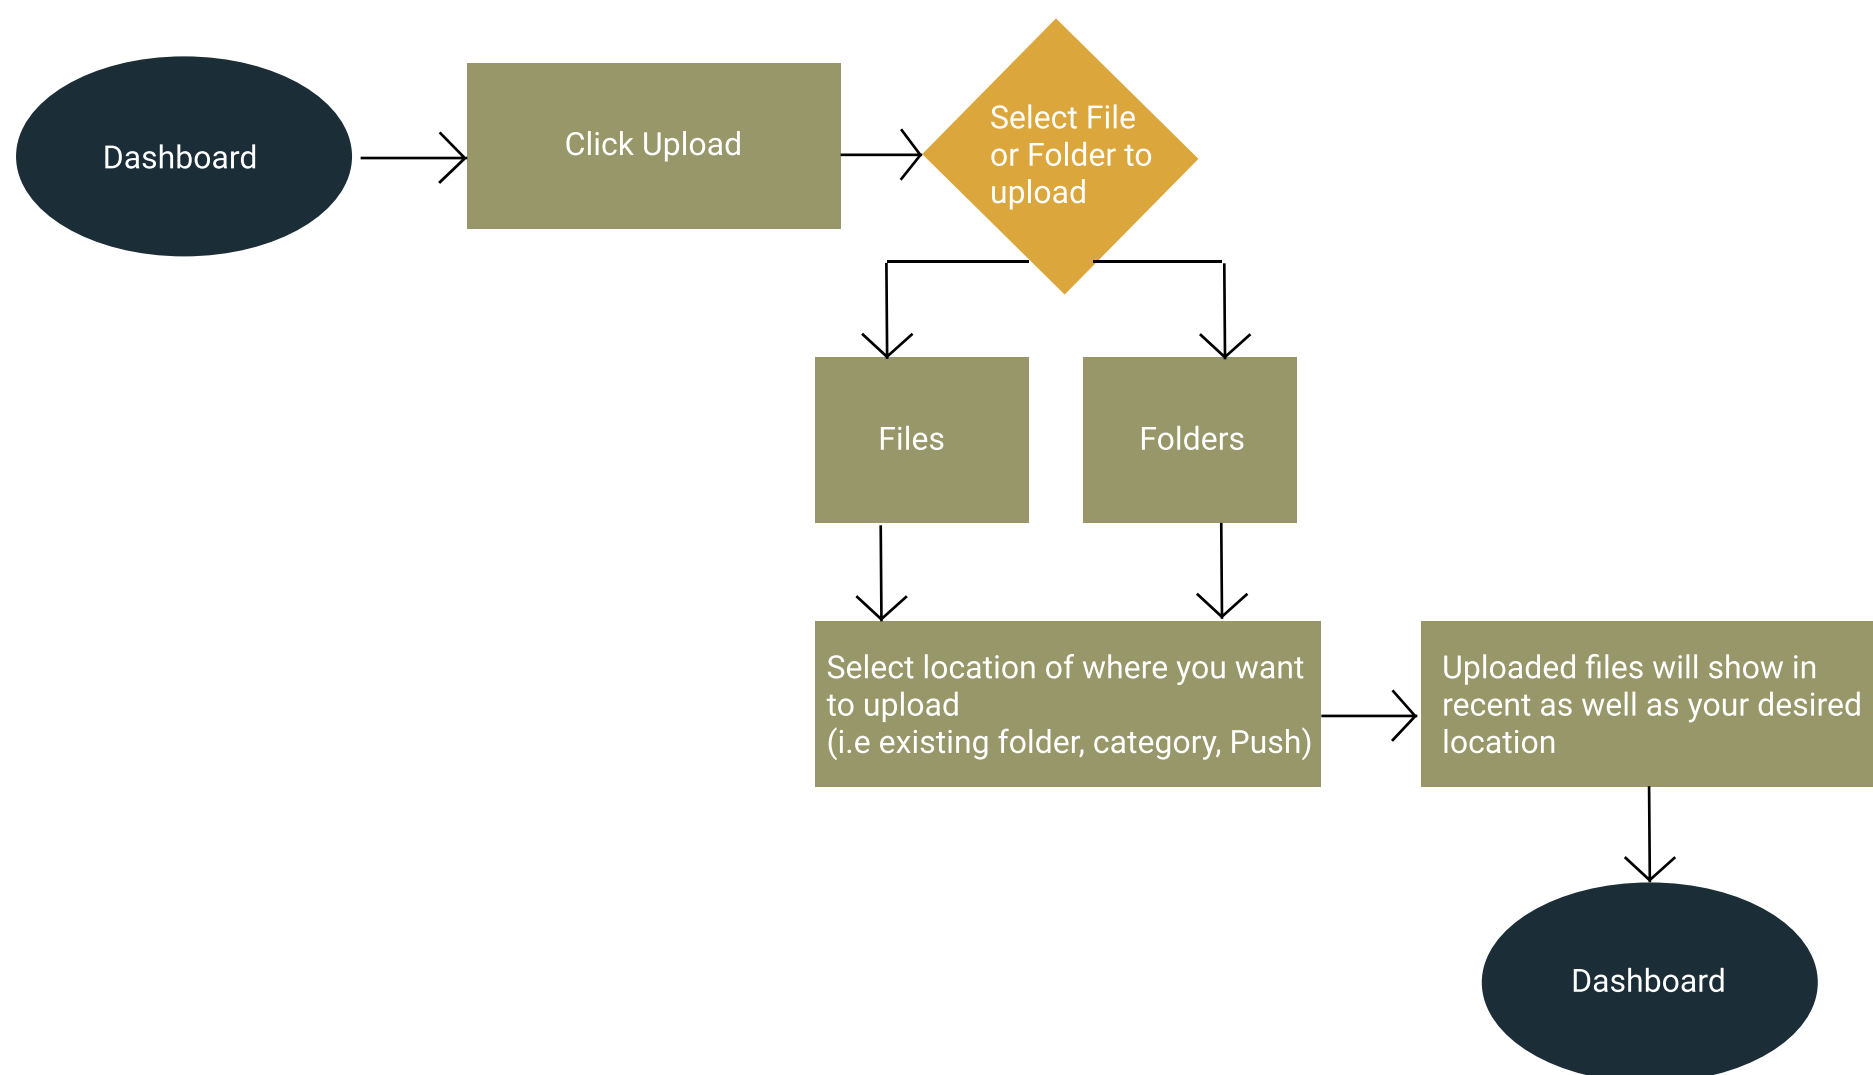 Dashboard
Click Upload
Select File
or Folder to
upload
Files
Folders
Select location of where you want
to upload
(i.e existing folder, category, Push)
Uploaded files will show in
recent as well as your desired
location
Dashboard